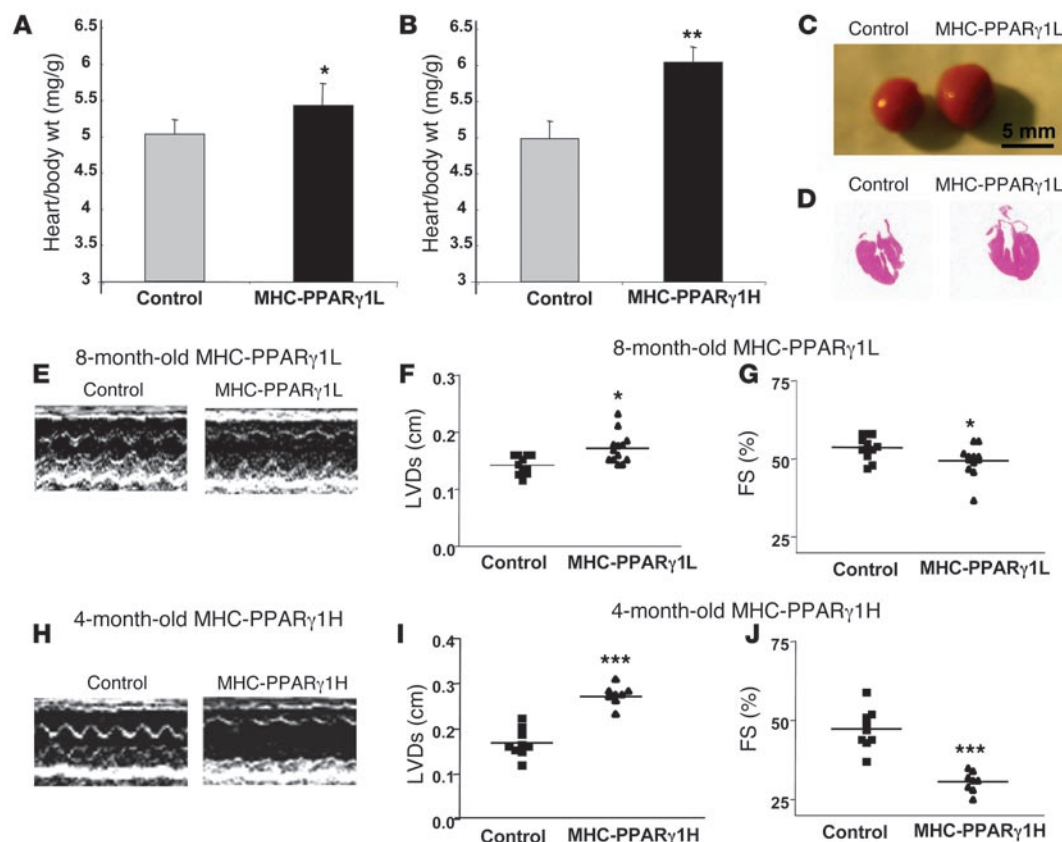 A
Heart/body wt (mg/g)
6.5
6
5.5
5
4.5
4
3.5
3
*
Control
MHC-PPARγ1L
B
Heart/body wt (mg/g)
6.5
6
5.5
5
4.5
4
3.5
3
**
Control
MHC-PPARγ1H
C
Control
MHC-PPARγ1L
5 mm
D
Control
MHC-PPARγ1L
8-month-old MHC-PPARγ1L
E
Control
MHC-PPARγ1L
8-month-old MHC-PPARγ1L
F
LVDs (cm)
0.3
0.2
0.1
0.0
*
Control
MHC-PPARγ1L
G
FS (%)
75
50
25
*
Control
MHC-PPARγ1L
4-month-old MHC-PPARγ1H
H
Control
MHC-PPARγ1H
4-month-old MHC-PPARγ1H
I
LVDs (cm)
0.4
0.3
0.2
0.1
0.0
***
Control
MHC-PPARγ1H
J
FS (%)
75
50
25
***
Control
MHC-PPARγ1H